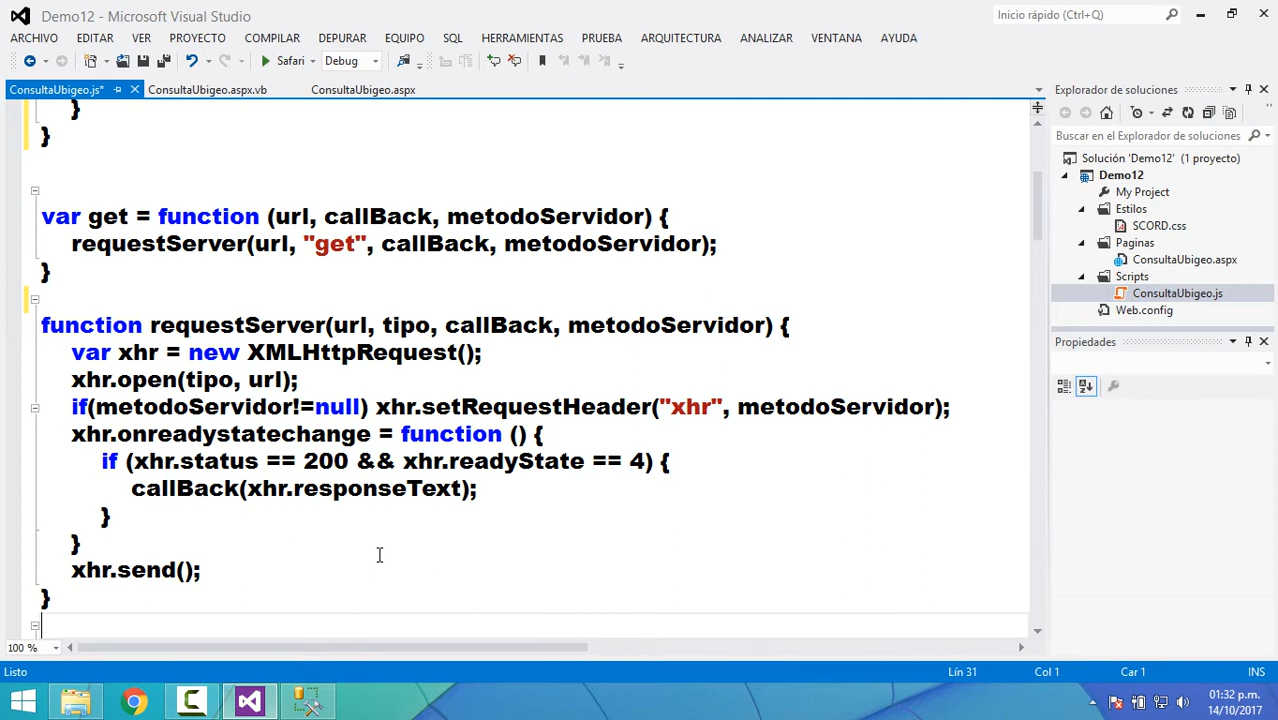 Demo12 - Microsoft Visual Studio
Inicio rápido (Ctrl+Q)
ARCHIVO EDITAR VER PROYECTO COMPILAR DEPURAR EQUIPO SQL HERRAMIENTAS PRUEBA ARQUITECTURA ANALIZAR VENTANA AYUDA
Safari Debug
ConsultaUbigeo.js* ConsultaUbigeo.aspx.vb ConsultaUbigeo.aspx
}
}
var get = function (url, callBack, metodoServidor) {
requestServer(url, "get", callBack, metodoServidor);
}
function requestServer(url, tipo, callBack, metodoServidor) {
var xhr = new XMLHttpRequest();
xhr.open(tipo, url);
if(metodoServidor!=null) xhr.setRequestHeader("xhr", metodoServidor);
xhr.onreadystatechange = function () {
if (xhr.status == 200 && xhr.readyState == 4) {
callBack(xhr.responseText);
}
}
xhr.send();
}
100 %
Explorador de soluciones
Buscar en el Explorador de soluciones
Solución 'Demo12' (1 proyecto)
Demo12
My Project
Estilos
SCORD.css
Paginas
ConsultaUbigeo.aspx
Scripts
ConsultaUbigeo.js
Web.config
Propiedades
Listo Lín 31 Col 1 Car 1 INS
01:32 p.m.
14/10/2017